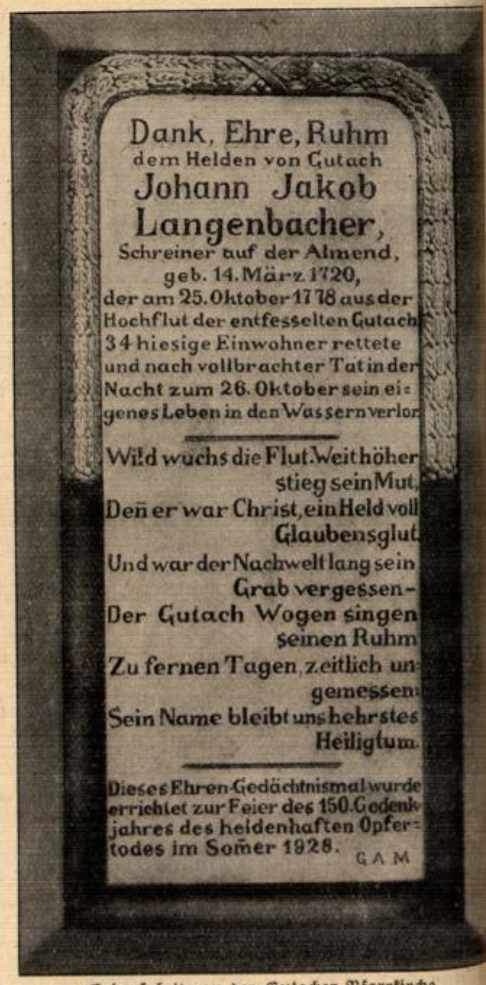 Dank, Ehre, Ruhm
dem Helden von Gutach
Johann Jakob
Langenbacher,
Schreiner auf der Almend,
geb. 14. März 1720,
der am 25. Oktober 1778 aus der
Hochflut der entfesselten Gutach
34 hiesige Einwohner rettete
und nach vollbrachter Tat in der
Nacht zum 26. Oktober sein ei=
genes Leben in den Wassern verlor.
Wild wuchs die Flut. Weit höher
stieg sein Mut,
Den̄ er war Christ, ein Held voll
Glaubensglut.
Und war der Nachwelt lang sein
Grab vergessen-
Der Gutach Wogen singen
seinen Ruhm
Zu fernen Tagen, zeitlich un=
gemessen:
Sein Name bleibt uns hehrstes
Heiligtum.
Dieses Ehren-Gedächtnismal wurde
errichtet zur Feier des 150. Gedenk=
jahres des heldenhaften Opfer=
todes im Som̄er 1928.
G A M
der Gutacher Pfarrkirche